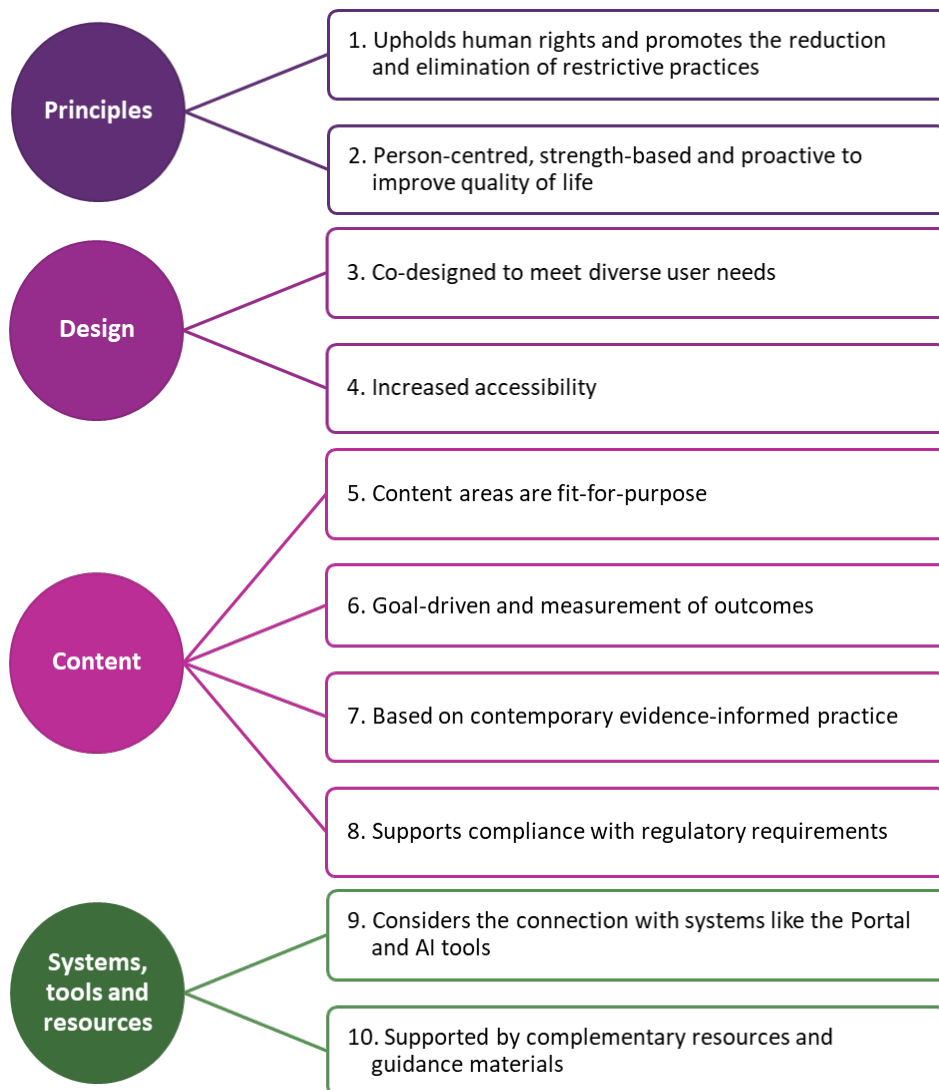 Principles
1. Upholds human rights and promotes the reduction
and elimination of restrictive practices
2. Person-centred, strength-based and proactive to
improve quality of life
Design
3. Co-designed to meet diverse user needs
4. Increased accessibility
Content
5. Content areas are fit-for-purpose
6. Goal-driven and measurement of outcomes
7. Based on contemporary evidence-informed practice
8. Supports compliance with regulatory requirements
Systems,
tools and
resources
9. Considers the connection with systems like the Portal
and AI tools
10. Supported by complementary resources and
guidance materials